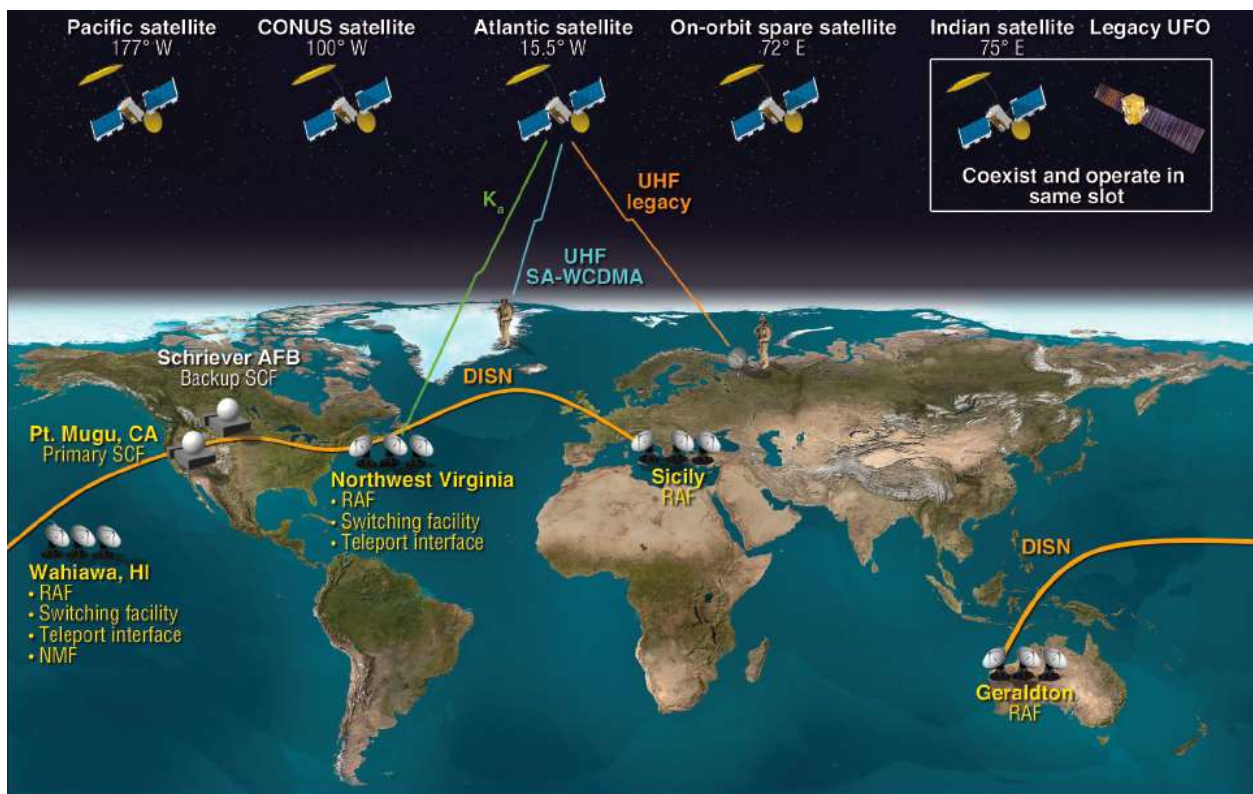 Pacific satellite
177° W
CONUS satellite
100° W
Atlantic satellite
15.5° W
On-orbit spare satellite
72° E
Indian satellite
75° E
Legacy UFO
Coexist and operate in
same slot
Ka
UHF
SA-WCDMA
UHF
legacy
Schriever AFB
Backup SCF
Pt. Mugu, CA
Primary SCF
DISN
Northwest Virginia
• RAF
• Switching facility
• Teleport interface
Sicily
RAF
Wahiawa, HI
• RAF
• Switching facility
• Teleport interface
• NMF
DISN
Geraldton
RAF